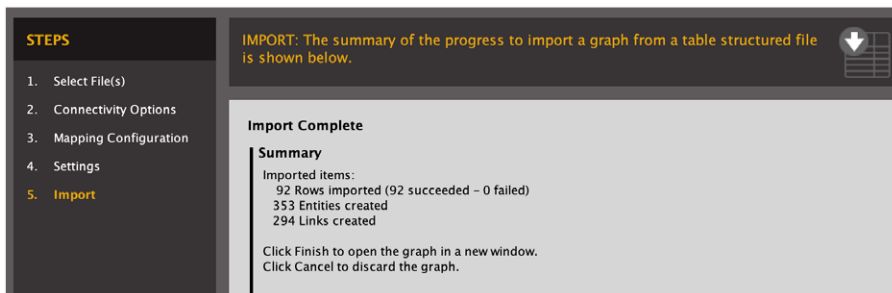 STEPS
1. Select File(s)
2. Connectivity Options
3. Mapping Configuration
4. Settings
5. Import
IMPORT: The summary of the progress to import a graph from a table structured file
is shown below.
Import Complete
Summary
Imported items:
92 Rows imported (92 succeeded – 0 failed)
353 Entities created
294 Links created
Click Finish to open the graph in a new window.
Click Cancel to discard the graph.